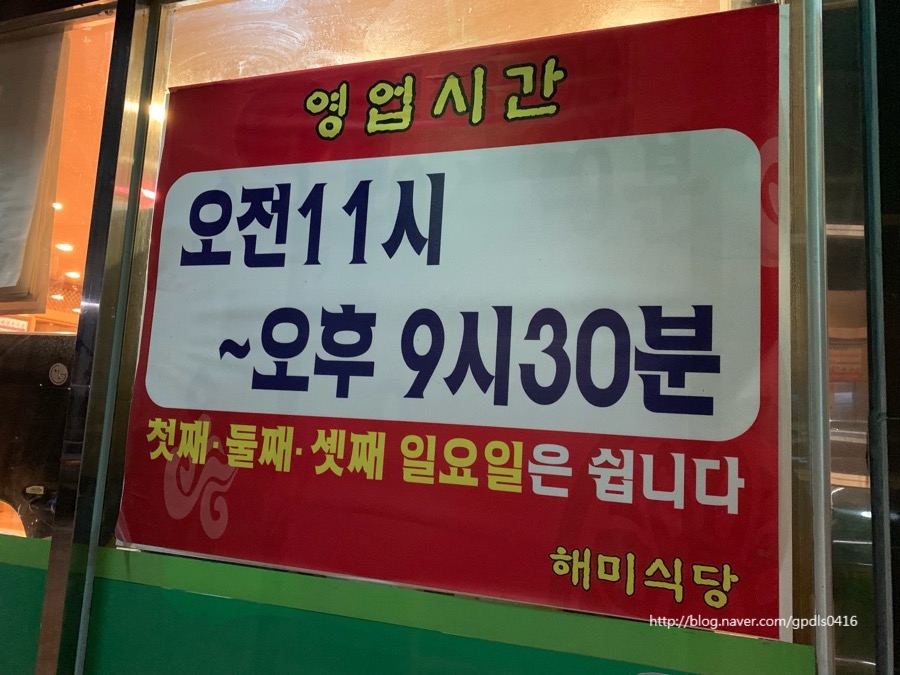 영업시간
오전11시
~오후 9시30분
첫째·둘째·셋째 일요일은 쉽니다
해미식당
http://blog.naver.com/gpdls0416
LG